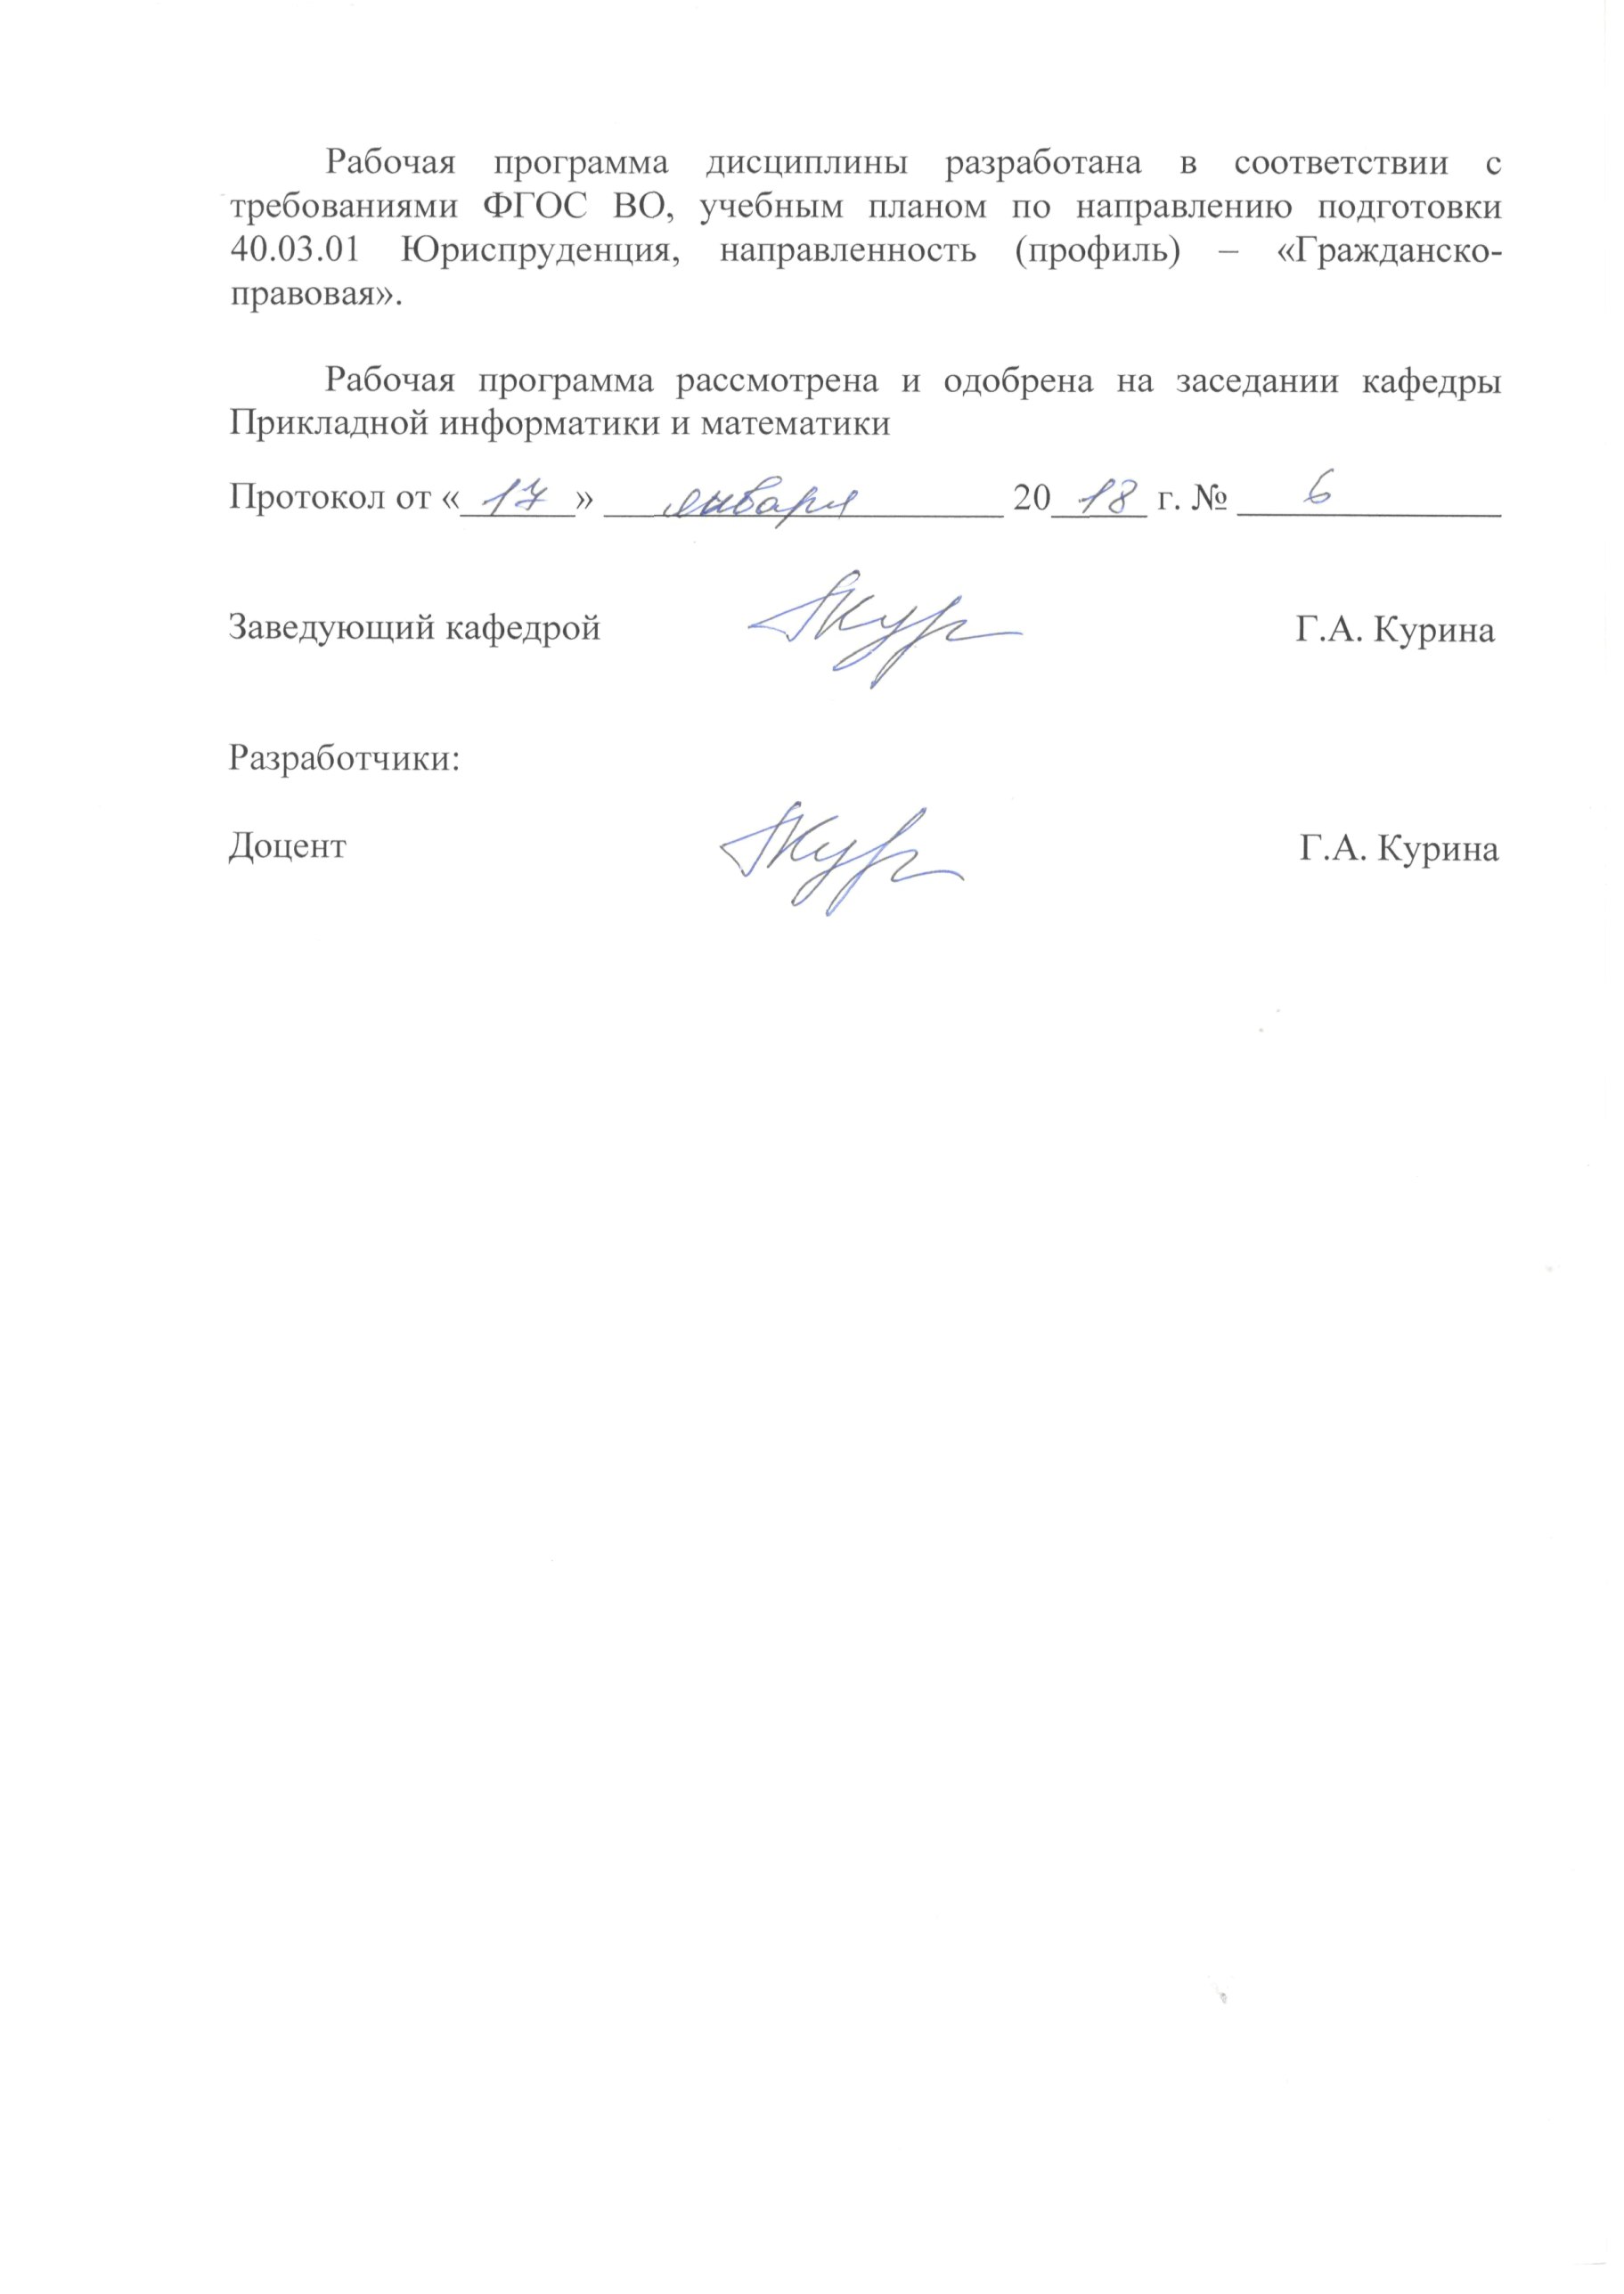 Рабочая программа дисциплины разработана в соответствии с
требованиями ФГОС ВО, учебным планом по направлению подготовки
40.03.01 Юриспруденция, направленность (профиль) – «Гражданско-
правовая».
Рабочая программа рассмотрена и одобрена на заседании кафедры
Прикладной информатики и математики
Протокол от «17» января 2018 г. № 6
Заведующий кафедрой Г.А. Курина
Разработчики:
Доцент Г.А. Курина